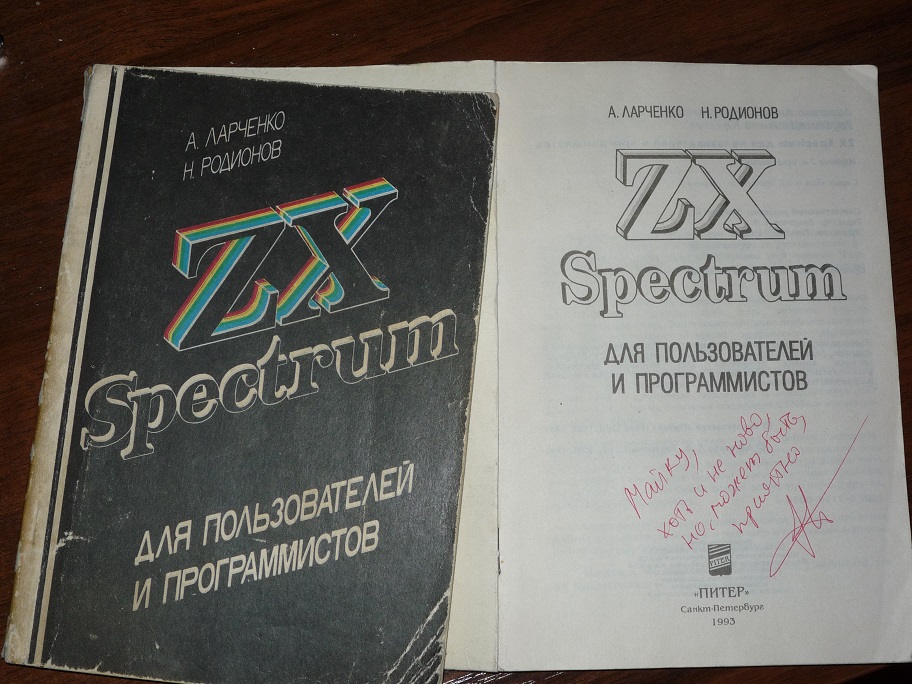 А. ЛАРЧЕНКО
Н. РОДИОНОВ
ZX
Spectrum
ДЛЯ ПОЛЬЗОВАТЕЛЕЙ
И ПРОГРАММИСТОВ
А. ЛАРЧЕНКО Н. РОДИОНОВ
ZX
Spectrum
ДЛЯ ПОЛЬЗОВАТЕЛЕЙ
И ПРОГРАММИСТОВ
Майку,
хоть и не ново,
но, может быть,
приятно
ПИТЕР
«ПИТЕР»
Санкт-Петербург
1993